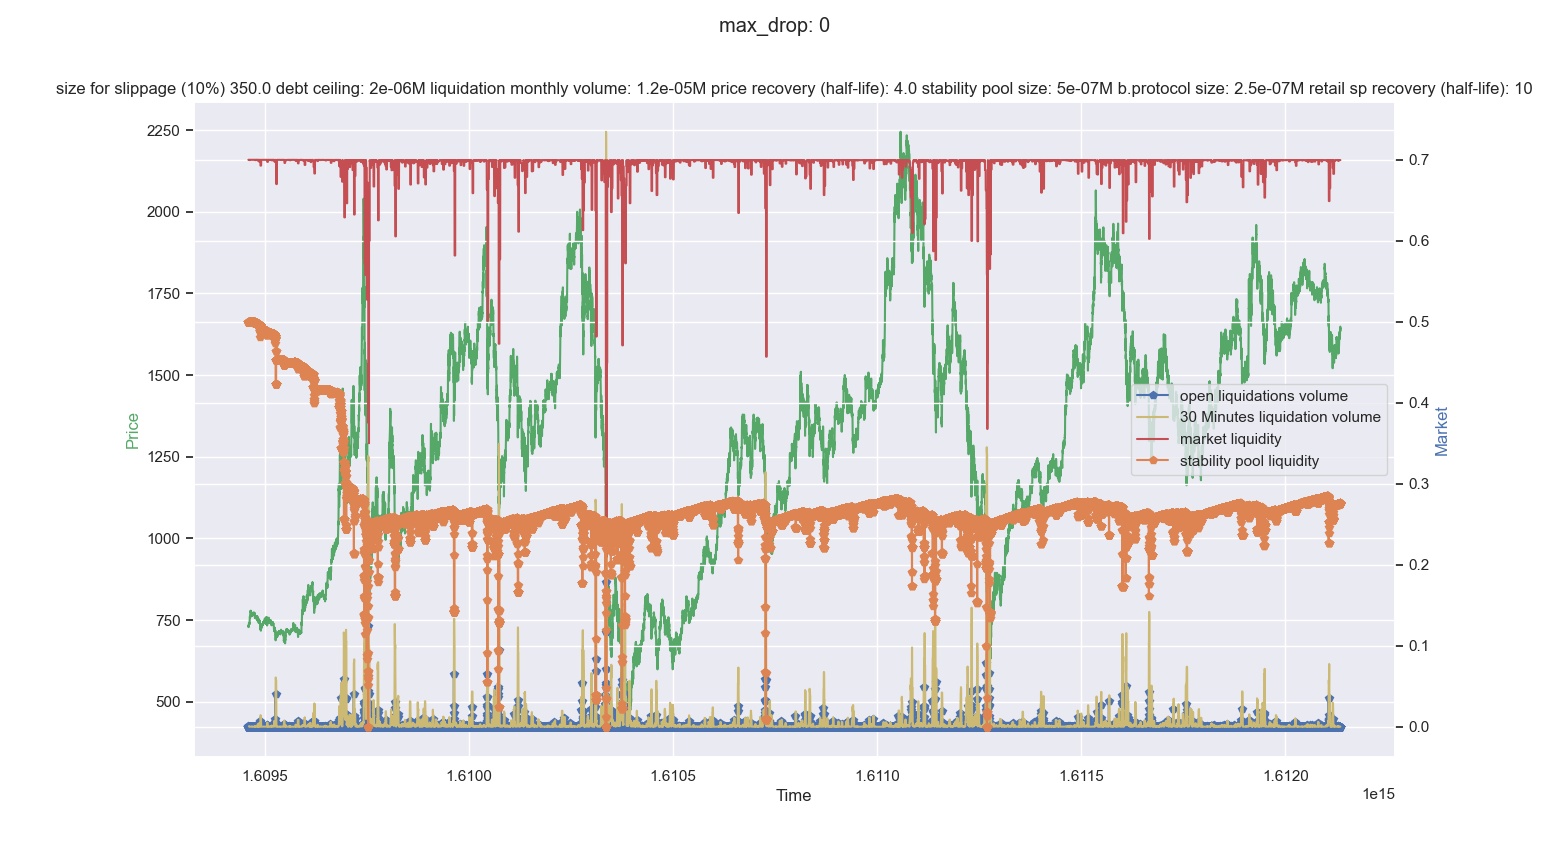 max_drop: 0
size for slippage (10%) 350.0 debt ceiling: 2e-06M liquidation monthly volume: 1.2e-05M price recovery (half-life): 4.0 stability pool size: 5e-07M b.protocol size: 2.5e-07M retail sp recovery (half-life): 10
2250
2000
1750
1500
1250
1000
750
500
Price
0.7
0.6
0.5
0.4
0.3
0.2
0.1
0.0
Market
open liquidations volume
30 Minutes liquidation volume
market liquidity
stability pool liquidity
1.6095
1.6100
1.6105
1.6110
1.6115
1.6120
Time
1e15